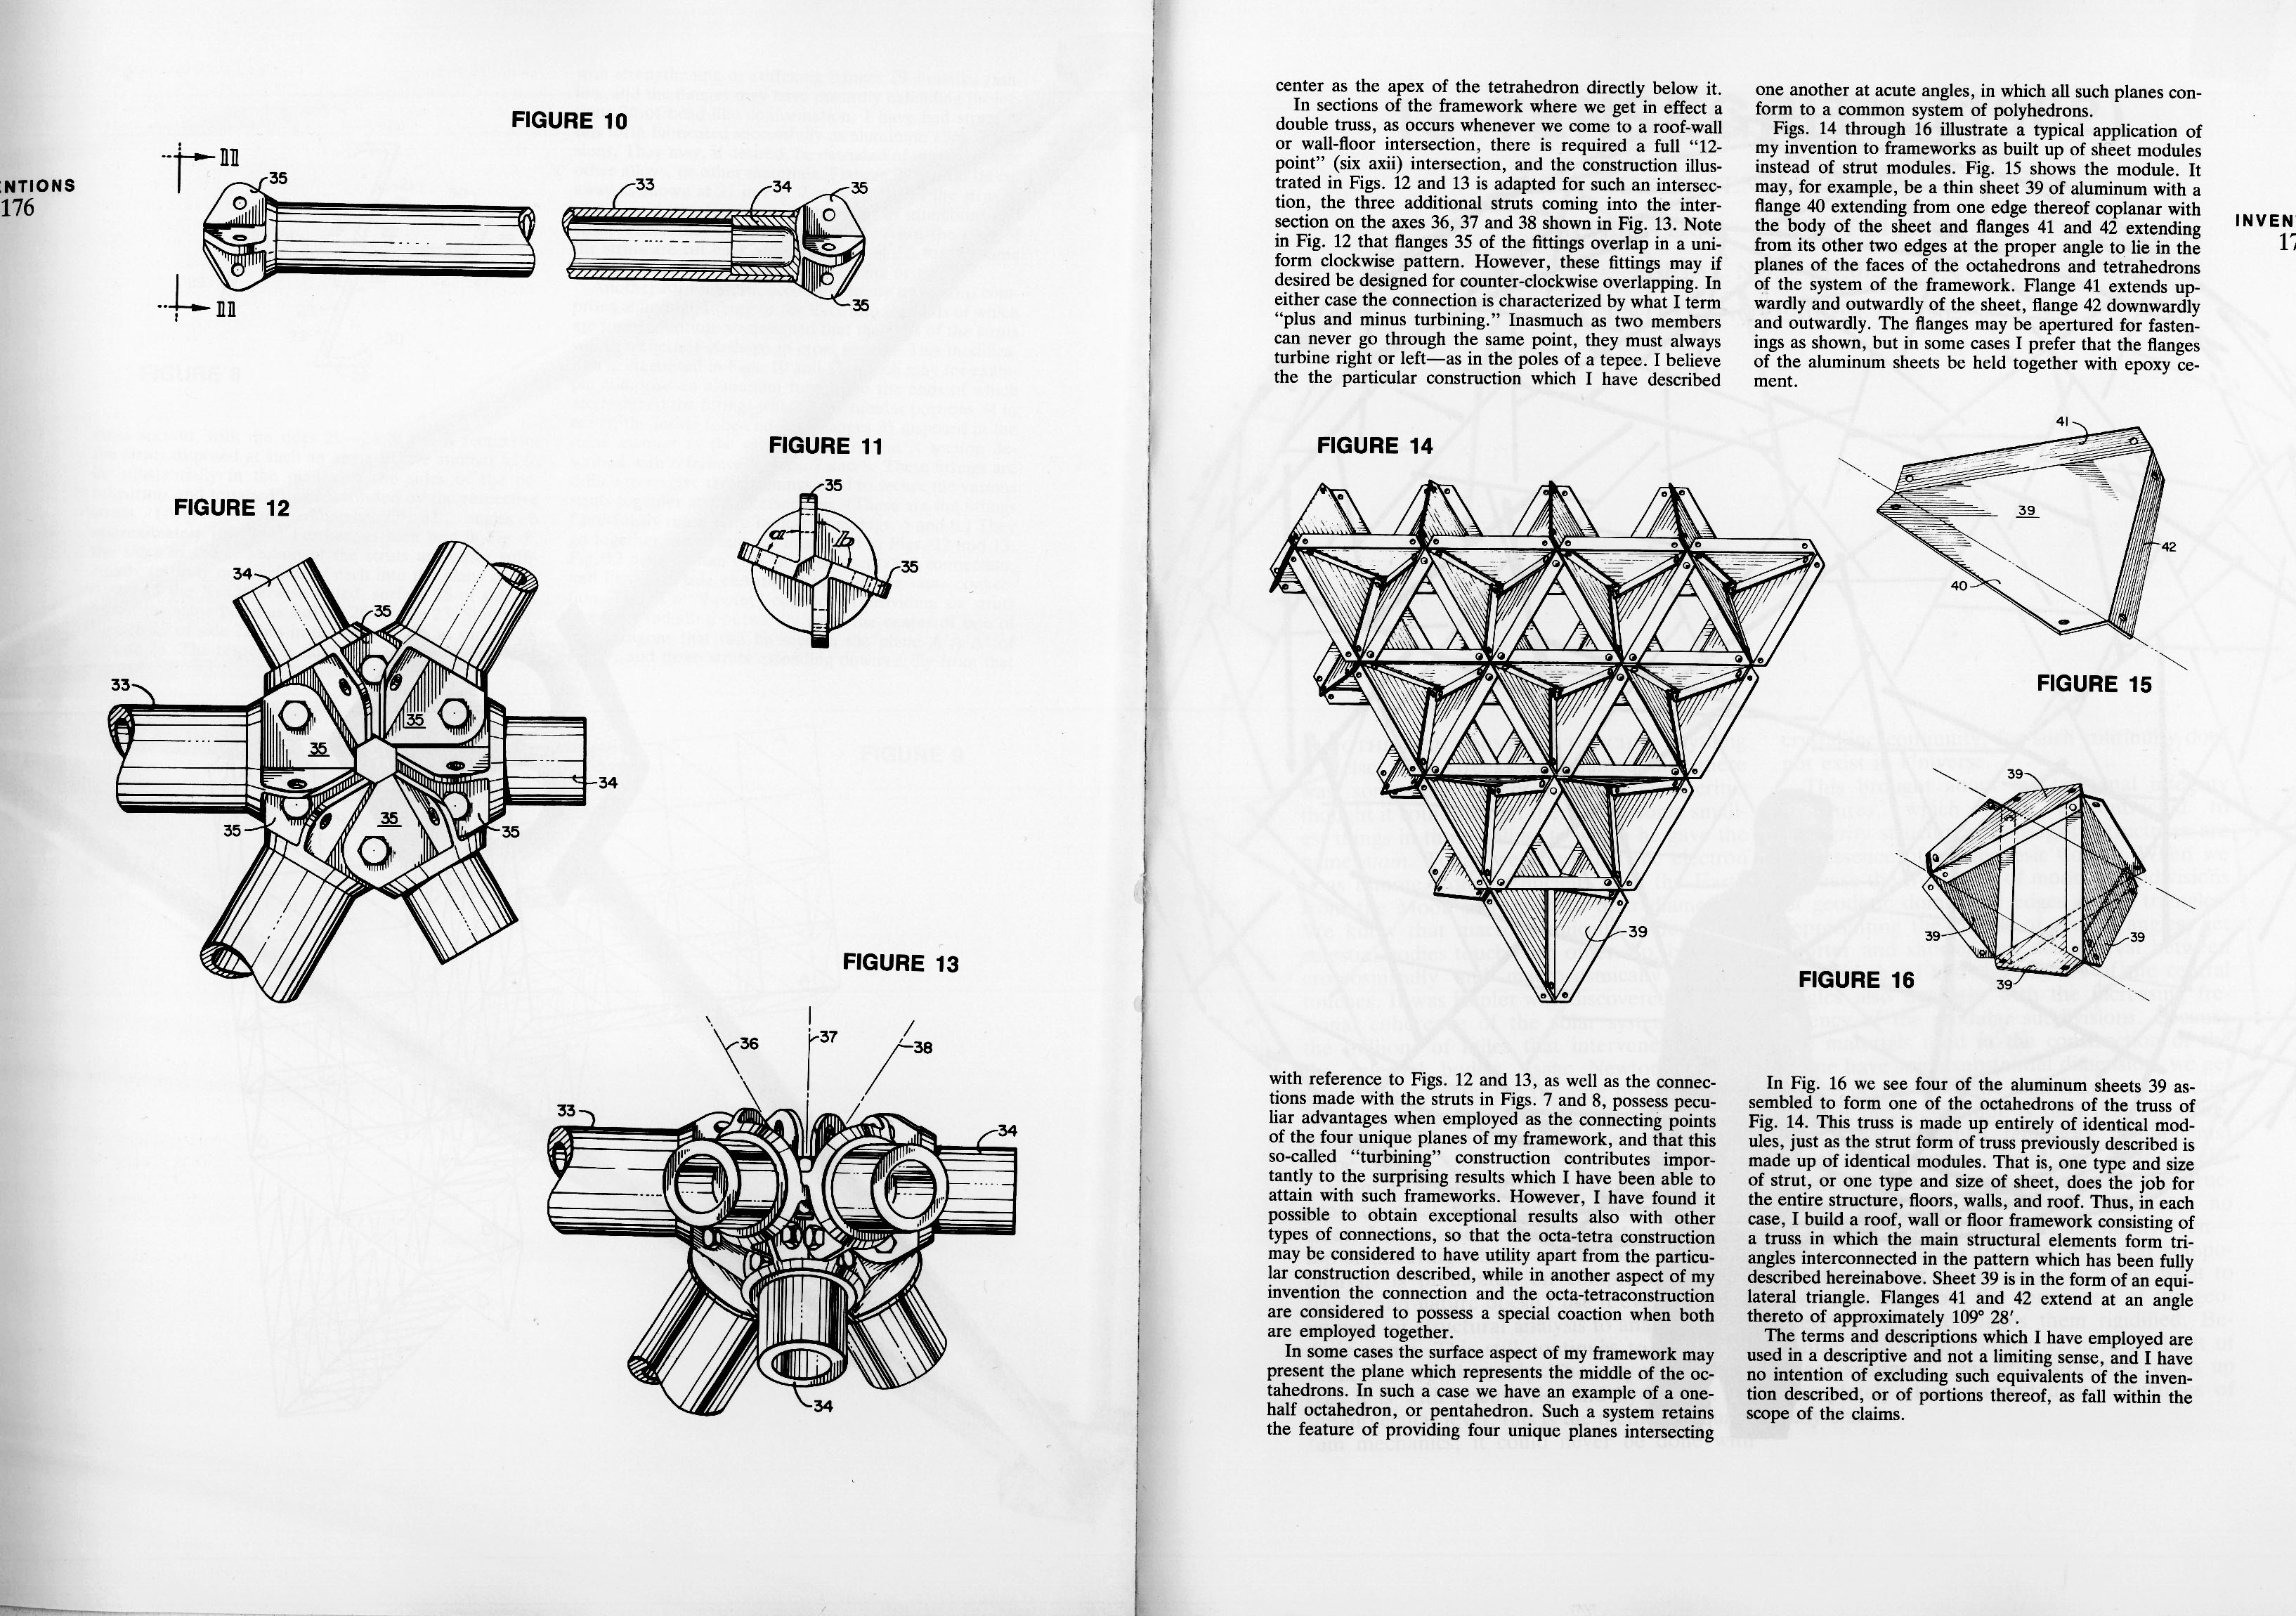 ENTIONS
176
FIGURE 10
11
35
33
34
35
11
35
FIGURE 11
35
a
b
35
FIGURE 12
34
35
33
35
35
34
35
35
35
FIGURE 13
36
37
38
33
34
34
center as the apex of the tetrahedron directly below it.
In sections of the framework where we get in effect a
double truss, as occurs whenever we come to a roof-wall
or wall-floor intersection, there is required a full “12-
point” (six axii) intersection, and the construction illus-
trated in Figs. 12 and 13 is adapted for such an intersec-
tion, the three additional struts coming into the inter-
section on the axes 36, 37 and 38 shown in Fig. 13. Note
in Fig. 12 that flanges 35 of the fittings overlap in a uni-
form clockwise pattern. However, these fittings may if
desired be designed for counter-clockwise overlapping. In
either case the connection is characterized by what I term
“plus and minus turbining.” Inasmuch as two members
can never go through the same point, they must always
turbine right or left—as in the poles of a tepee. I believe
the the particular construction which I have described
one another at acute angles, in which all such planes con-
form to a common system of polyhedrons.
Figs. 14 through 16 illustrate a typical application of
my invention to frameworks as built up of sheet modules
instead of strut modules. Fig. 15 shows the module. It
may, for example, be a thin sheet 39 of aluminum with a
flange 40 extending from one edge thereof coplanar with
the body of the sheet and flanges 41 and 42 extending
from its other two edges at the proper angle to lie in the
planes of the faces of the octahedrons and tetrahedrons
of the system of the framework. Flange 41 extends up-
wardly and outwardly of the sheet, flange 42 downwardly
and outwardly. The flanges may be apertured for fasten-
ings as shown, but in some cases I prefer that the flanges
of the aluminum sheets be held together with epoxy ce-
ment.
INVEN
17
FIGURE 14
39
41
39
42
40
FIGURE 15
39
39
39
39
FIGURE 16
with reference to Figs. 12 and 13, as well as the connec-
tions made with the struts in Figs. 7 and 8, possess pecu-
liar advantages when employed as the connecting points
of the four unique planes of my framework, and that this
so-called “turbining” construction contributes impor-
tantly to the surprising results which I have been able to
attain with such frameworks. However, I have found it
possible to obtain exceptional results also with other
types of connections, so that the octa-tetra construction
may be considered to have utility apart from the particu-
lar construction described, while in another aspect of my
invention the connection and the octa-tetraconstruction
are considered to possess a special coaction when both
are employed together.
In some cases the surface aspect of my framework may
present the plane which represents the middle of the oc-
tahedrons. In such a case we have an example of a one-
half octahedron, or pentahedron. Such a system retains
the feature of providing four unique planes intersecting
In Fig. 16 we see four of the aluminum sheets 39 as-
sembled to form one of the octahedrons of the truss of
Fig. 14. This truss is made up entirely of identical mod-
ules, just as the strut form of truss previously described is
made up of identical modules. That is, one type and size
of strut, or one type and size of sheet, does the job for
the entire structure, floors, walls, and roof. Thus, in each
case, I build a roof, wall or floor framework consisting of
a truss in which the main structural elements form tri-
angles interconnected in the pattern which has been fully
described hereinabove. Sheet 39 is in the form of an equi-
lateral triangle. Flanges 41 and 42 extend at an angle
thereto of approximately 109° 28′.
The terms and descriptions which I have employed are
used in a descriptive and not a limiting sense, and I have
no intention of excluding such equivalents of the inven-
tion described, or of portions thereof, as fall within the
scope of the claims.